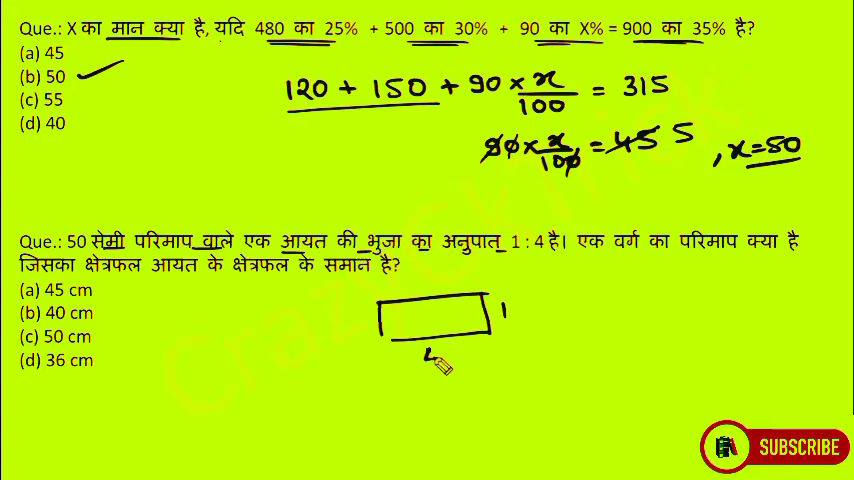 Que.: X का मान क्या है, यदि 480 का 25% + 500 का 30% + 90 का X% = 900 का 35% है?
(a) 45
(b) 50
(c) 55
(d) 40
120 + 150 + 90 × x/100 = 315
90 × x/100 = 45 5 , x=50
Que.: 50 सेमी परिमाप वाले एक आयत की भुजा का अनुपात 1 : 4 है। एक वर्ग का परिमाप क्या है
जिसका क्षेत्रफल आयत के क्षेत्रफल के समान है?
(a) 45 cm
(b) 40 cm
(c) 50 cm
(d) 36 cm
1
SUBSCRIBE